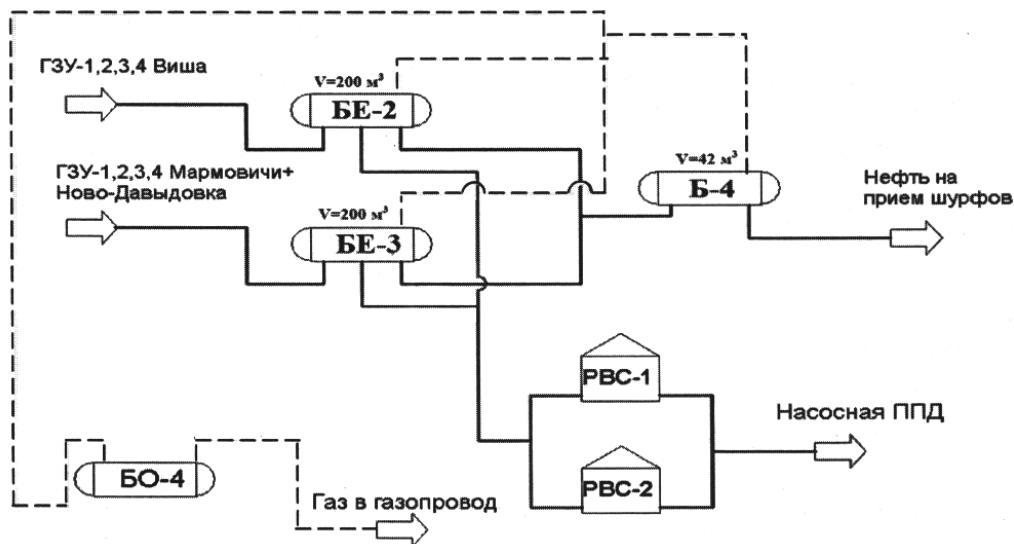 ГЗУ-1,2,3,4 Виша
V=200 м³
БЕ-2
ГЗУ-1,2,3,4 Мармовичи+
Ново-Давыдовка
V=200 м³
БЕ-3
V=42 м³
Б-4
Нефть на
прием шурфов
РВС-1
РВС-2
Насосная ППД
БО-4
Газ в газопровод